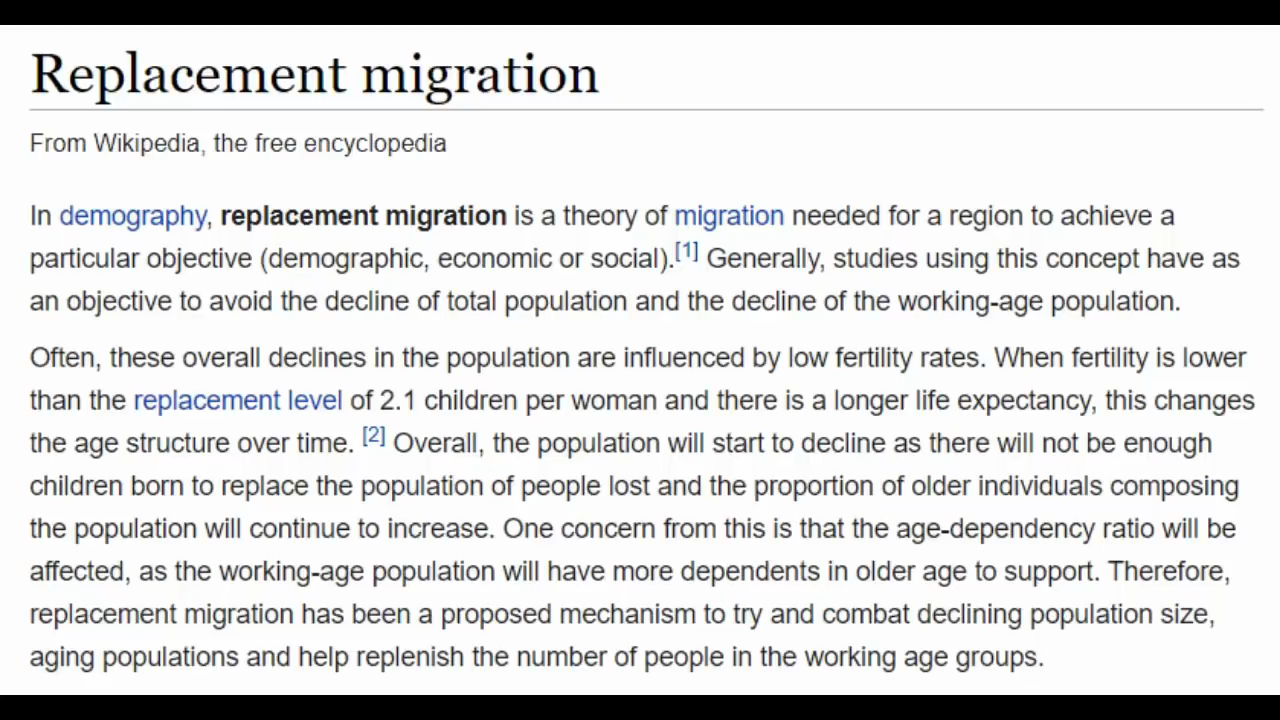 Replacement migration
From Wikipedia, the free encyclopedia
In demography, replacement migration is a theory of migration needed for a region to achieve a
particular objective (demographic, economic or social).[1] Generally, studies using this concept have as
an objective to avoid the decline of total population and the decline of the working-age population.
Often, these overall declines in the population are influenced by low fertility rates. When fertility is lower
than the replacement level of 2.1 children per woman and there is a longer life expectancy, this changes
the age structure over time. [2] Overall, the population will start to decline as there will not be enough
children born to replace the population of people lost and the proportion of older individuals composing
the population will continue to increase. One concern from this is that the age-dependency ratio will be
affected, as the working-age population will have more dependents in older age to support. Therefore,
replacement migration has been a proposed mechanism to try and combat declining population size,
aging populations and help replenish the number of people in the working age groups.